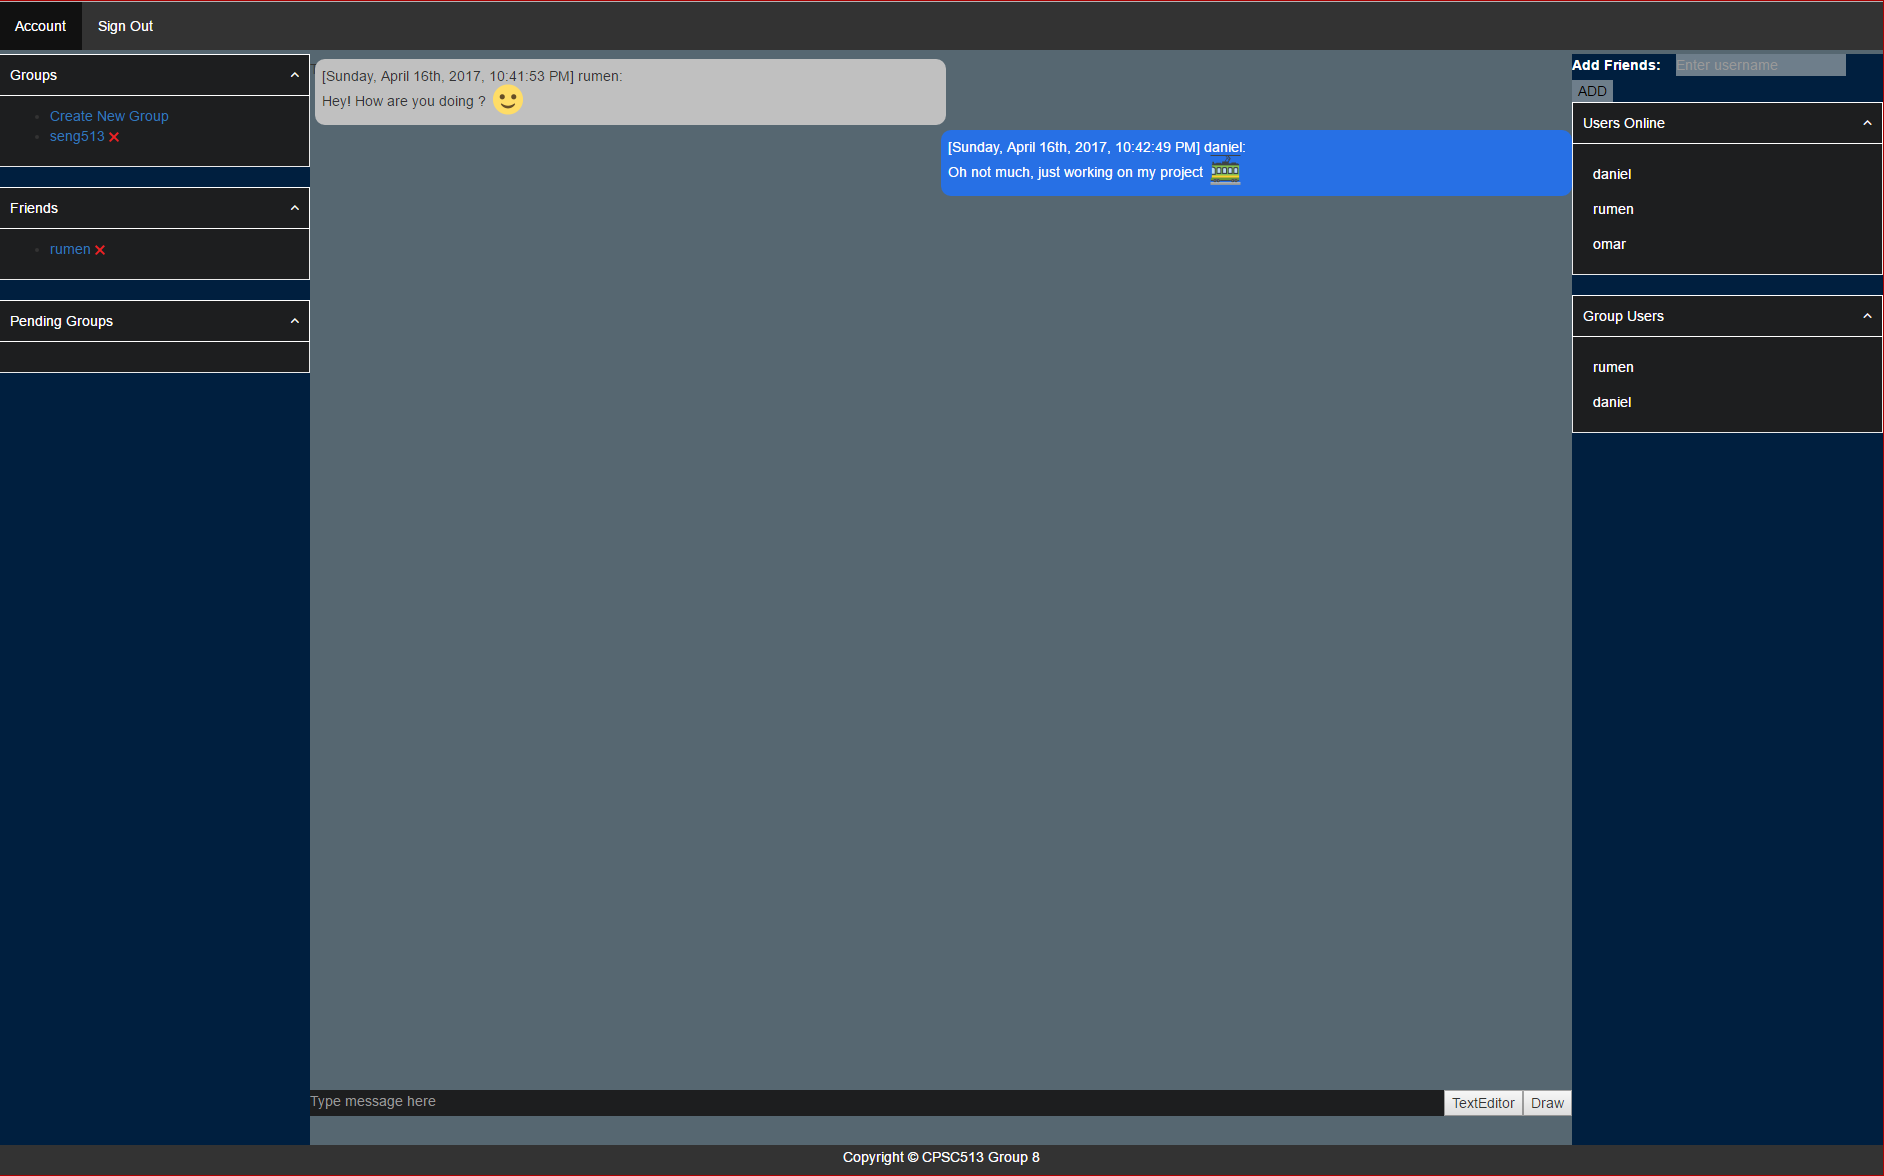 Account Sign Out
Groups
Create New Group
seng513
Friends
rumen
Pending Groups
[Sunday, April 16th, 2017, 10:41:53 PM] rumen:
Hey! How are you doing ?
[Sunday, April 16th, 2017, 10:42:49 PM] daniel:
Oh not much, just working on my project
Type message here
TextEditor Draw
Add Friends: Enter username
ADD
Users Online
daniel
rumen
omar
Group Users
rumen
daniel
Copyright © CPSC513 Group 8